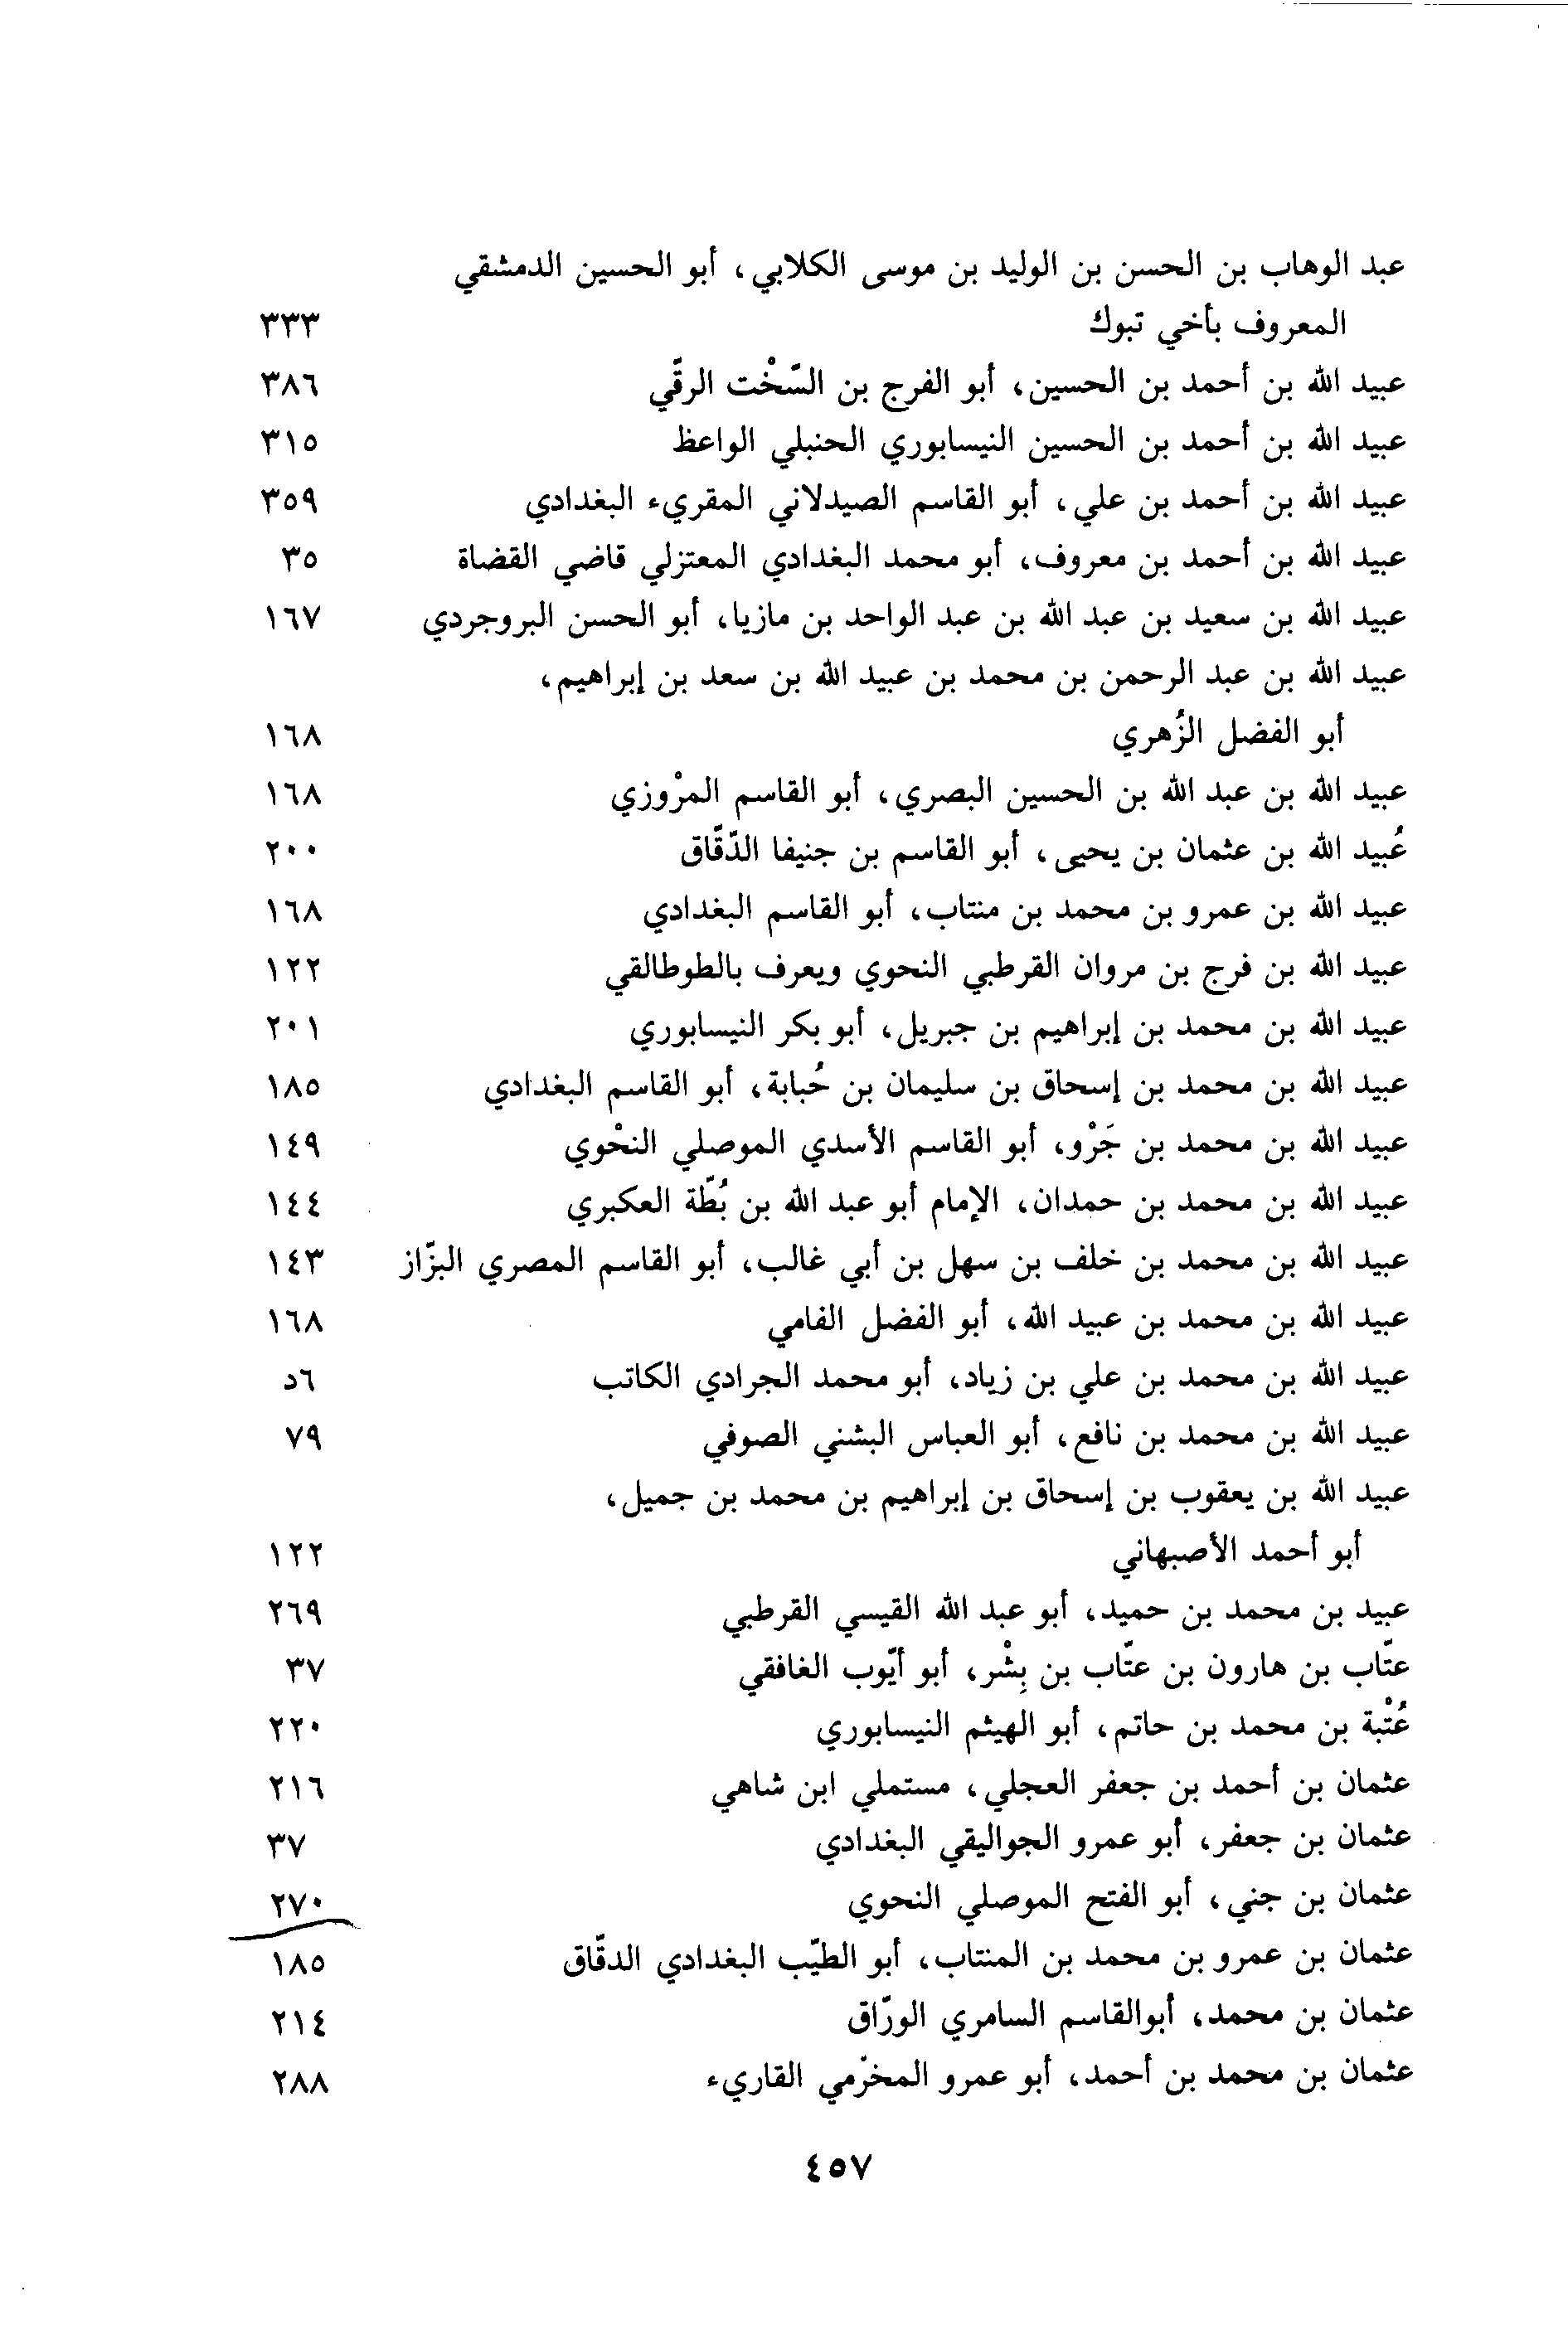 عبد الوهاب بن الحسن بن الوليد بن موسى الكلابي، أبو الحسين الدمشقي
المعروف بأخي تبوك ٣٣٣
عبيد الله بن أحمد بن الحسين، أبو الفرج بن السّخْت الرقّي ٣٨٦
عبيد الله بن أحمد بن الحسين النيسابوري الحنبلي الواعظ ٣١٥
عبيد الله بن أحمد بن علي، أبو القاسم الصيدلاني المقريء البغدادي ٣٥٩
عبيد الله بن أحمد بن معروف، أبو محمد البغدادي المعتزلي قاضي القضاة ٣٥
عبيد الله بن سعيد بن عبد الله بن عبد الواحد بن مازيا، أبو الحسن البروجردي ١٦٧
عبيد الله بن عبد الرحمن بن محمد بن عبيد الله بن سعد بن إبراهيم،
أبو الفضل الزُهري ١٦٨
عبيد الله بن عبد الله بن الحسين البصري، أبو القاسم المرْوزي ١٦٨
عُبيد الله بن عثمان بن يحيى، أبو القاسم بن جنيفا الدّقّاق ٢٠٠
عبيد الله بن عمرو بن محمد بن منتاب، أبو القاسم البغدادي ١٦٨
عبيد الله بن فرج بن مروان القرطبي النحوي ويعرف بالطوطالقي ١٢٢
عبيد الله بن محمد بن إبراهيم بن جبريل، أبو بكر النيسابوري ٢٠١
عبيد الله بن محمد بن إسحاق بن سليمان بن حُبابة، أبو القاسم البغدادي ١٨٥
عبيد الله بن محمد بن جَرْو، أبو القاسم الأسدي الموصلي النحْوي ١٤٩
عبيد الله بن محمد بن حمدان، الإمام أبو عبد الله بن بُطّة العكبري ١٤٤
عبيد الله بن محمد بن خلف بن سهل بن أبي غالب، أبو القاسم المصري البزّاز ١٤٣
عبيد الله بن محمد بن عبيد الله، أبو الفضل الفامي ١٦٨
عبيد الله بن محمد بن علي بن زياد، أبو محمد الجرادي الكاتب ٦د
عبيد الله بن محمد بن نافع، أبو العباس البشني الصوفي ٧٩
عبيد الله بن يعقوب بن إسحاق بن إبراهيم بن محمد بن جميل،
أبو أحمد الأصبهاني ١٢٢
عبيد بن محمد بن حميد، أبو عبد الله القيسي القرطبي ٢٦٩
عتّاب بن هارون بن عتّاب بن بِشْر، أبو أيّوب الغافقي ٣٧
عُتْبة بن محمد بن حاتم، أبو الهيثم النيسابوري ٢٢٠
عثمان بن أحمد بن جعفر العجلي، مستملي ابن شاهي ٢١٦
عثمان بن جعفر، أبو عمرو الجواليقي البغدادي ٣٧
عثمان بن جني، أبو الفتح الموصلي النحوي ٢٧٠
عثمان بن عمرو بن محمد بن المنتاب، أبو الطيّب البغدادي الدقّاق ١٨٥
عثمان بن محمد، أبوالقاسم السامري الورّاق ٢١٤
عثمان بن محمد بن أحمد، أبو عمرو المخرّمي القاريء ٢٨٨
٤٥٧